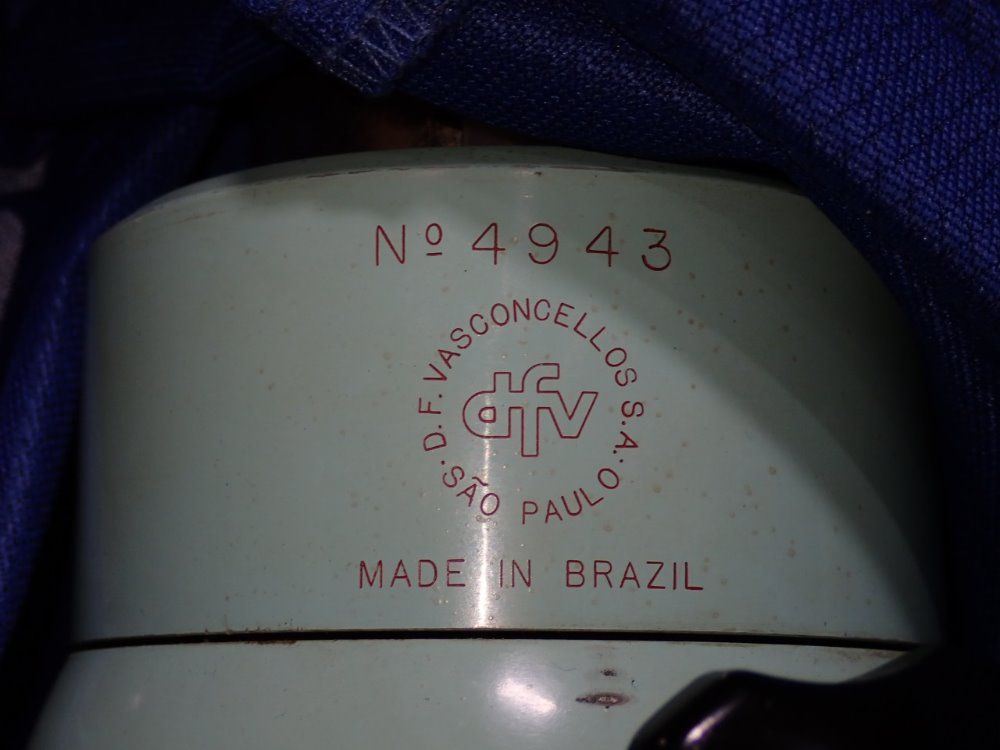 Nº 4943
D.F. VASCONCELLOS S.A.
SÃO PAULO
dfv
MADE IN BRAZIL